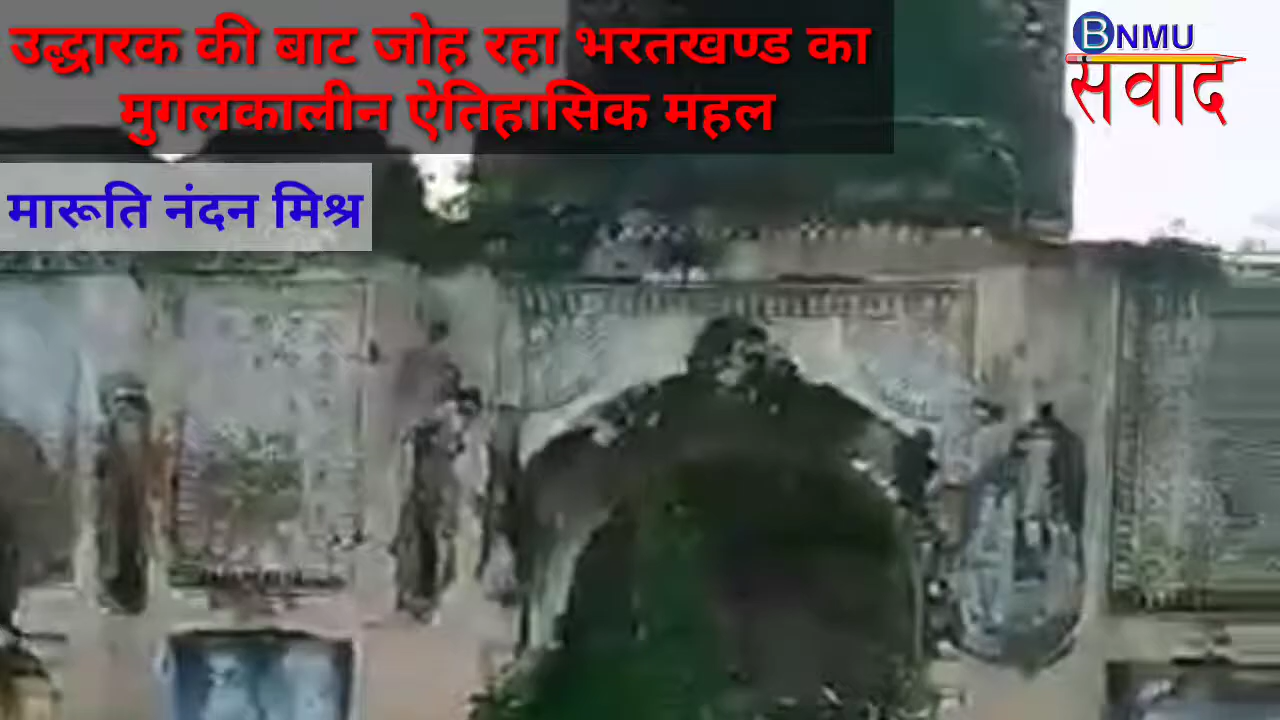 उद्धारक की बाट जोह रहा भरतखण्ड का
मुगलकालीन ऐतिहासिक महल
BNMU
संवाद
मारूति नंदन मिश्र